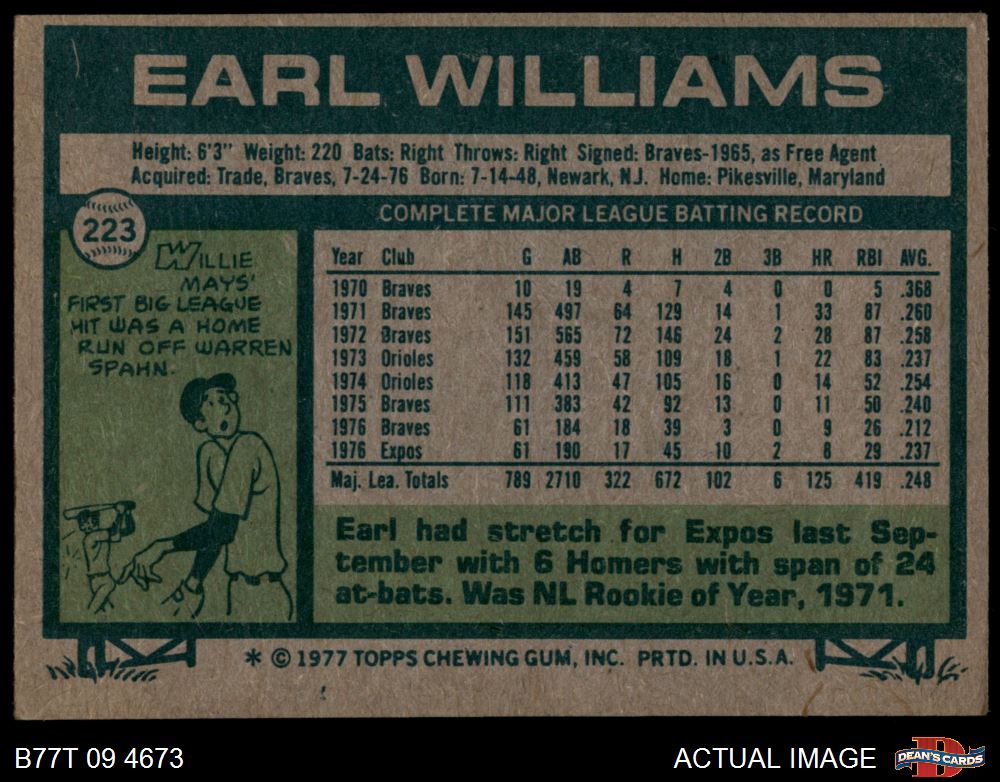 EARL WILLIAMS
Height: 6'3" Weight: 220 Bats: Right Throws: Right Signed: Braves-1965, as Free Agent
Acquired: Trade, Braves, 7-24-76 Born: 7-14-48, Newark, N.J. Home: Pikesville, Maryland
223
WILLIE
MAYS'
FIRST BIG LEAGUE
HIT WAS A HOME
RUN OFF WARREN
SPAHN.
COMPLETE MAJOR LEAGUE BATTING RECORD
Year Club G AB R H 2B 3B HR RBI AVG.
1970 Braves 10 19 4 7 4 0 0 5 .368
1971 Braves 145 497 64 129 14 1 33 87 .260
1972 Braves 151 565 72 146 24 2 28 87 .258
1973 Orioles 132 459 58 109 18 1 22 83 .237
1974 Orioles 118 413 47 105 16 0 14 52 .254
1975 Braves 111 383 42 92 13 0 11 50 .240
1976 Braves 61 184 18 39 3 0 9 26 .212
1976 Expos 61 190 17 45 10 2 8 29 .237
Maj. Lea. Totals 789 2710 322 672 102 6 125 419 .248
Earl had stretch for Expos last Sep-
tember with 6 Homers with span of 24
at-bats. Was NL Rookie of Year, 1971.
* © 1977 TOPPS CHEWING GUM, INC. PRTD. IN U.S.A.
B77T 09 4673
ACTUAL IMAGE
D
DEAN'S CARDS